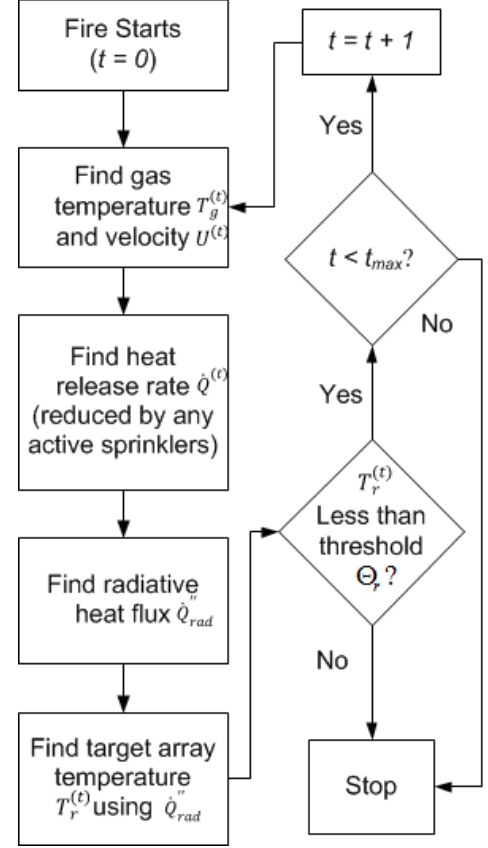 Fire Starts
(t = 0)
Find gas
temperature T_g^(t)
and velocity U^(t)
Find heat
release rate Q̇^(t)
(reduced by any
active sprinklers)
Find radiative
heat flux Q̇''_rad
Find target array
temperature
T_r^(t) using Q̇''_rad
T_r^(t)
Less than
threshold
Θ_r ?
Yes
No
t < t_max?
Yes
No
t = t + 1
Stop